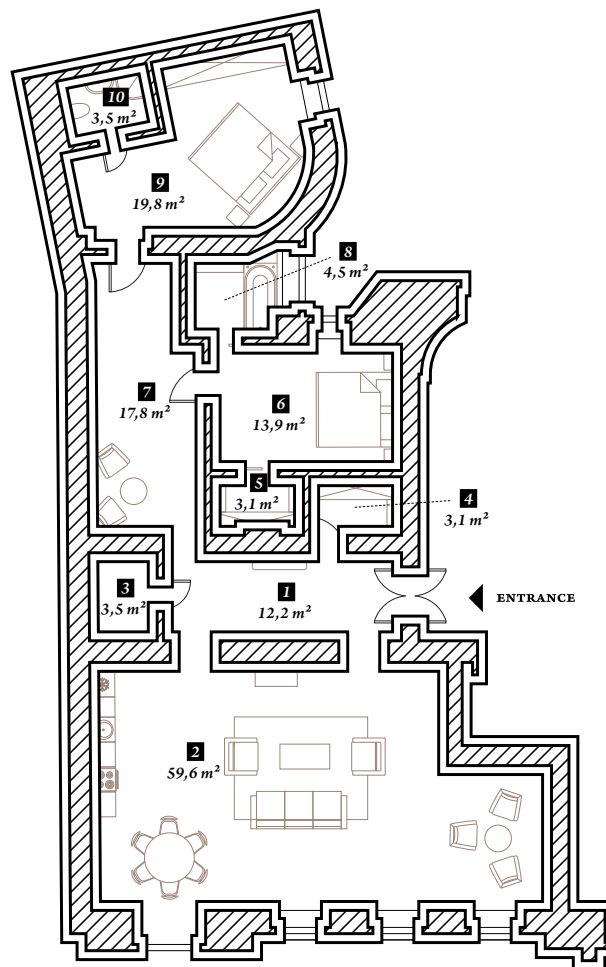 10
3,5 m²
9
19,8 m²
8
4,5 m²
7
17,8 m²
6
13,9 m²
5
3,1 m²
4
3,1 m²
3
3,5 m²
1
12,2 m²
ENTRANCE
2
59,6 m²